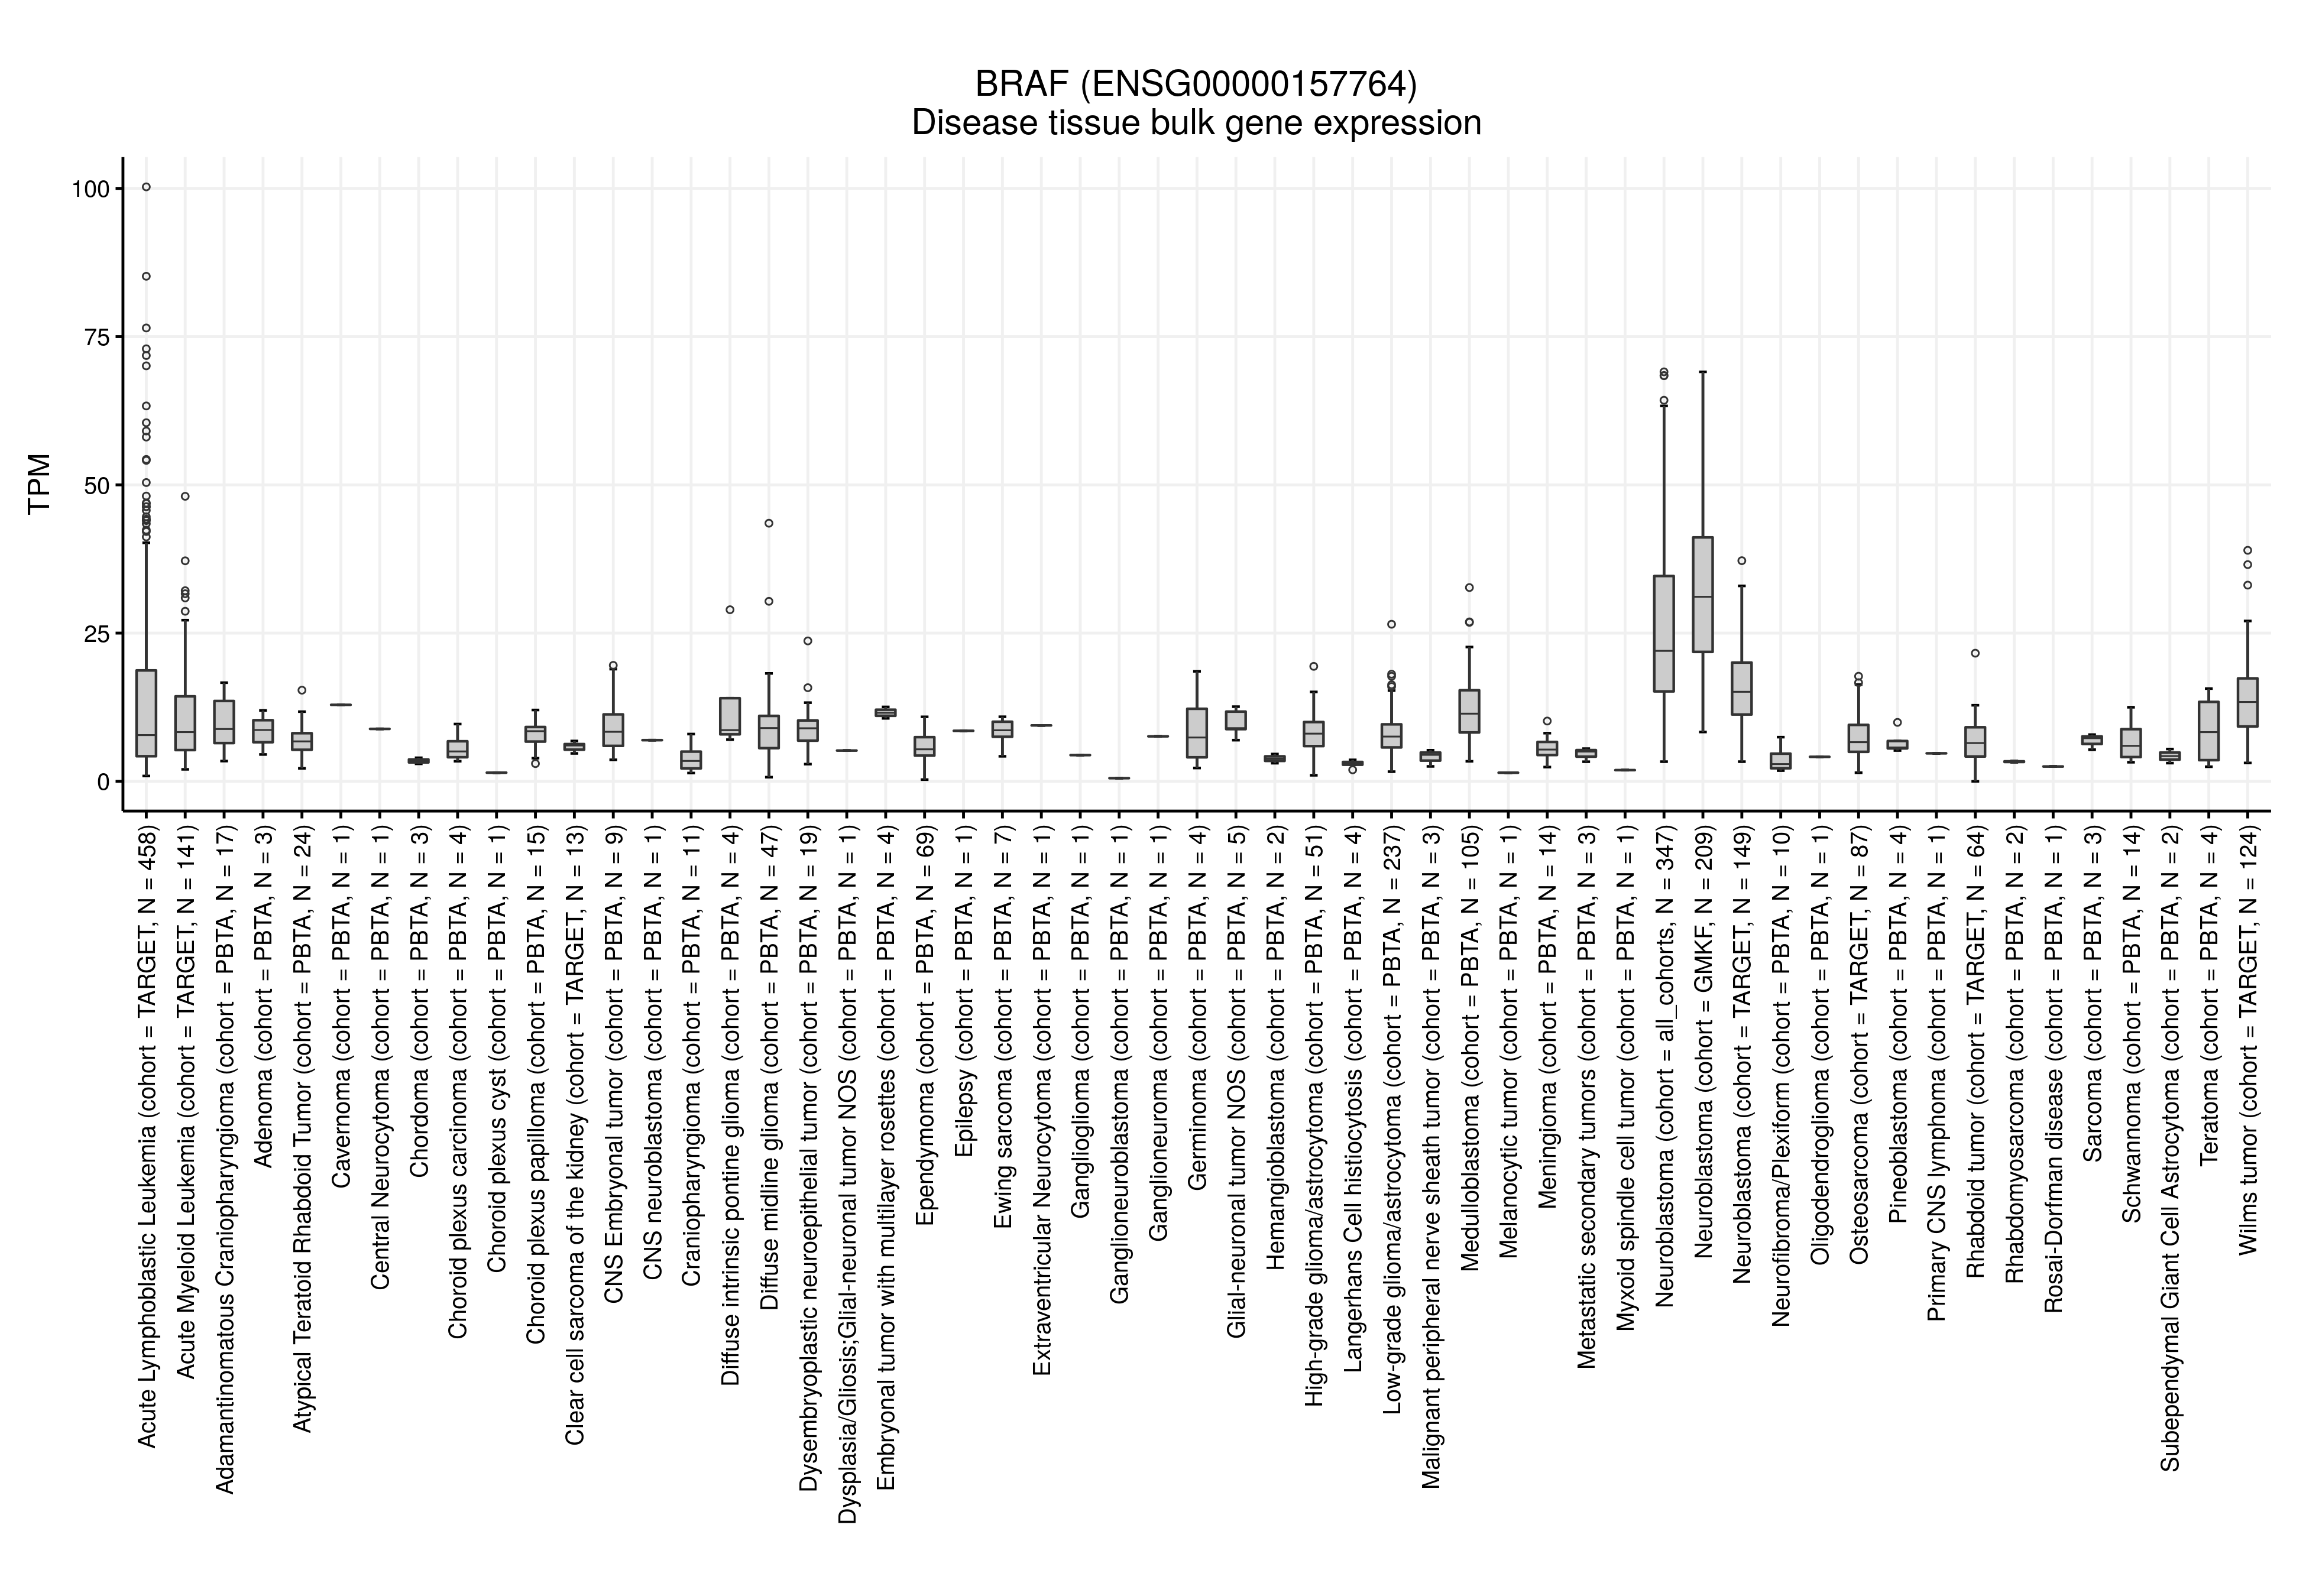 BRAF (ENSG00000157764)
Disease tissue bulk gene expression
TPM
100
75
50
25
0
Acute Lymphoblastic Leukemia (cohort = TARGET, N = 458)
Acute Myeloid Leukemia (cohort = TARGET, N = 141)
Adamantinomatous Craniopharyngioma (cohort = PBTA, N = 17)
Adenoma (cohort = PBTA, N = 3)
Atypical Teratoid Rhabdoid Tumor (cohort = PBTA, N = 24)
Cavernoma (cohort = PBTA, N = 1)
Central Neurocytoma (cohort = PBTA, N = 1)
Chordoma (cohort = PBTA, N = 3)
Choroid plexus carcinoma (cohort = PBTA, N = 4)
Choroid plexus cyst (cohort = PBTA, N = 1)
Choroid plexus papilloma (cohort = PBTA, N = 15)
Clear cell sarcoma of the kidney (cohort = TARGET, N = 13)
CNS Embryonal tumor (cohort = PBTA, N = 9)
CNS neuroblastoma (cohort = PBTA, N = 1)
Craniopharyngioma (cohort = PBTA, N = 11)
Diffuse intrinsic pontine glioma (cohort = PBTA, N = 4)
Diffuse midline glioma (cohort = PBTA, N = 47)
Dysembryoplastic neuroepithelial tumor (cohort = PBTA, N = 19)
Dysplasia/Gliosis;Glial-neuronal tumor NOS (cohort = PBTA, N = 1)
Embryonal tumor with multilayer rosettes (cohort = PBTA, N = 4)
Ependymoma (cohort = PBTA, N = 69)
Epilepsy (cohort = PBTA, N = 1)
Ewing sarcoma (cohort = PBTA, N = 7)
Extraventricular Neurocytoma (cohort = PBTA, N = 1)
Ganglioglioma (cohort = PBTA, N = 1)
Ganglioneuroblastoma (cohort = PBTA, N = 1)
Ganglioneuroma (cohort = PBTA, N = 1)
Germinoma (cohort = PBTA, N = 4)
Glial-neuronal tumor NOS (cohort = PBTA, N = 5)
Hemangioblastoma (cohort = PBTA, N = 2)
High-grade glioma/astrocytoma (cohort = PBTA, N = 51)
Langerhans Cell histiocytosis (cohort = PBTA, N = 4)
Low-grade glioma/astrocytoma (cohort = PBTA, N = 237)
Malignant peripheral nerve sheath tumor (cohort = PBTA, N = 3)
Medulloblastoma (cohort = PBTA, N = 105)
Melanocytic tumor (cohort = PBTA, N = 1)
Meningioma (cohort = PBTA, N = 14)
Metastatic secondary tumors (cohort = PBTA, N = 3)
Myxoid spindle cell tumor (cohort = PBTA, N = 1)
Neuroblastoma (cohort = all_cohorts, N = 347)
Neuroblastoma (cohort = GMKF, N = 209)
Neuroblastoma (cohort = TARGET, N = 149)
Neurofibroma/Plexiform (cohort = PBTA, N = 10)
Oligodendroglioma (cohort = PBTA, N = 1)
Osteosarcoma (cohort = TARGET, N = 87)
Pineoblastoma (cohort = PBTA, N = 4)
Primary CNS lymphoma (cohort = PBTA, N = 1)
Rhabdoid tumor (cohort = TARGET, N = 64)
Rhabdomyosarcoma (cohort = PBTA, N = 2)
Rosai-Dorfman disease (cohort = PBTA, N = 1)
Sarcoma (cohort = PBTA, N = 3)
Schwannoma (cohort = PBTA, N = 14)
Subependymal Giant Cell Astrocytoma (cohort = PBTA, N = 2)
Teratoma (cohort = PBTA, N = 4)
Wilms tumor (cohort = TARGET, N = 124)